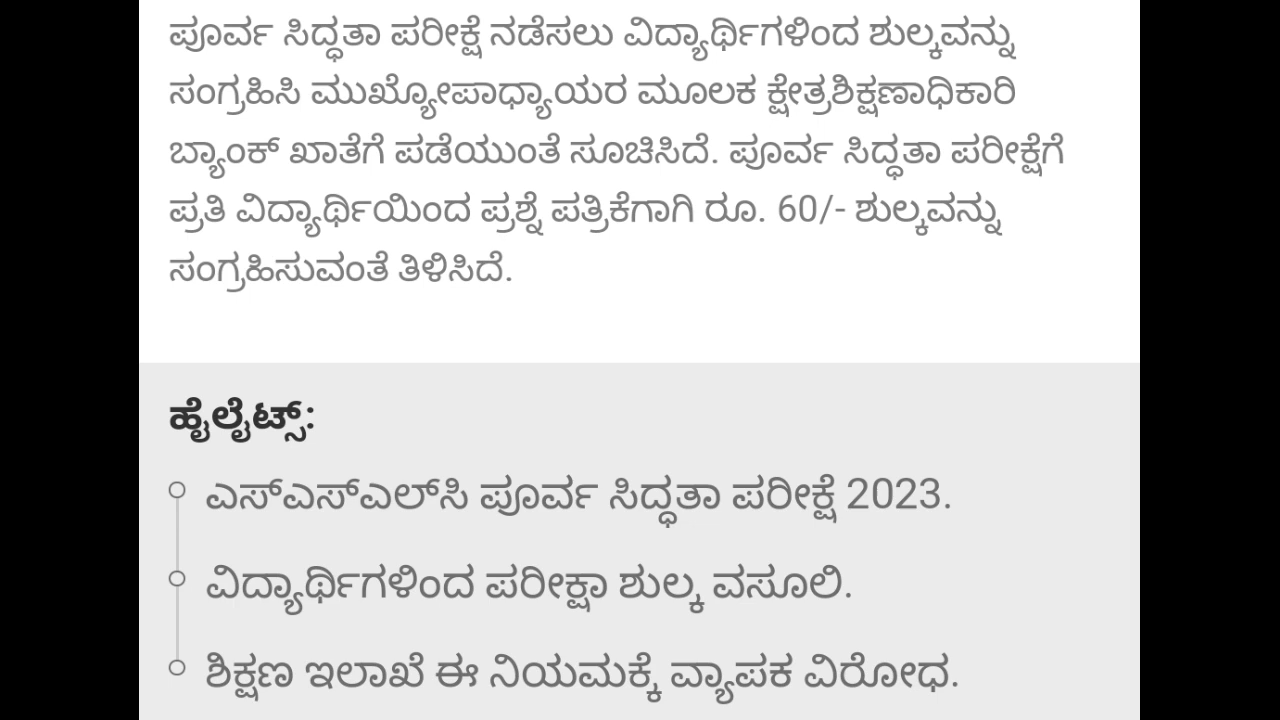 ಪೂರ್ವ ಸಿದ್ಧತಾ ಪರೀಕ್ಷೆ ನಡೆಸಲು ವಿದ್ಯಾರ್ಥಿಗಳಿಂದ ಶುಲ್ಕವನ್ನು
ಸಂಗ್ರಹಿಸಿ ಮುಖ್ಯೋಪಾಧ್ಯಾಯರ ಮೂಲಕ ಕ್ಷೇತ್ರಶಿಕ್ಷಣಾಧಿಕಾರಿ
ಬ್ಯಾಂಕ್ ಖಾತೆಗೆ ಪಡೆಯುಂತೆ ಸೂಚಿಸಿದೆ. ಪೂರ್ವ ಸಿದ್ಧತಾ ಪರೀಕ್ಷೆಗೆ
ಪ್ರತಿ ವಿದ್ಯಾರ್ಥಿಯಿಂದ ಪ್ರಶ್ನೆ ಪತ್ರಿಕೆಗಾಗಿ ರೂ. 60/- ಶುಲ್ಕವನ್ನು
ಸಂಗ್ರಹಿಸುವಂತೆ ತಿಳಿಸಿದೆ.
ಹೈಲೈಟ್ಸ್:
ಎಸ್‌ಎಸ್‌ಎಲ್‌ಸಿ ಪೂರ್ವ ಸಿದ್ಧತಾ ಪರೀಕ್ಷೆ 2023.
ವಿದ್ಯಾರ್ಥಿಗಳಿಂದ ಪರೀಕ್ಷಾ ಶುಲ್ಕ ವಸೂಲಿ.
ಶಿಕ್ಷಣ ಇಲಾಖೆ ಈ ನಿಯಮಕ್ಕೆ ವ್ಯಾಪಕ ವಿರೋಧ.